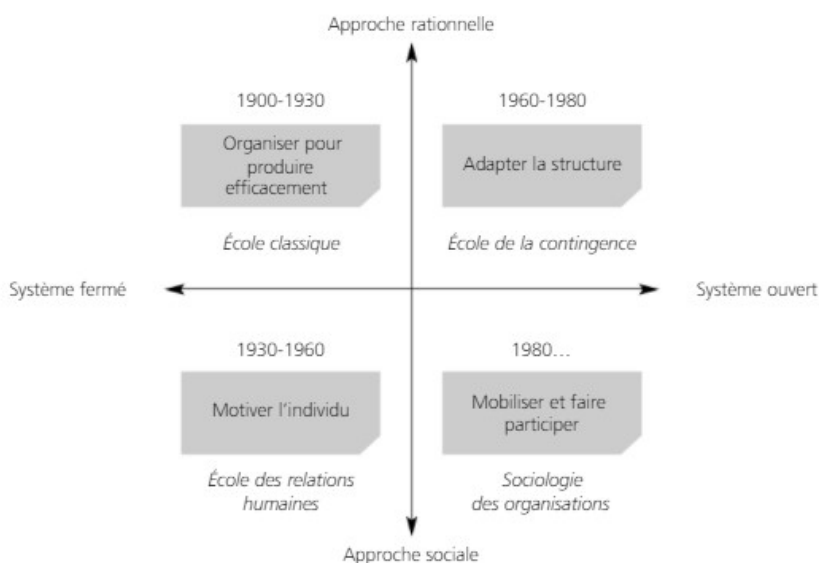 Approche rationnelle
1900-1930
Organiser pour
produire
efficacement
École classique
1960-1980
Adapter la structure
École de la contingence
Système fermé
Système ouvert
1930-1960
Motiver l'individu
École des relations
humaines
1980...
Mobiliser et faire
participer
Sociologie
des organisations
Approche sociale